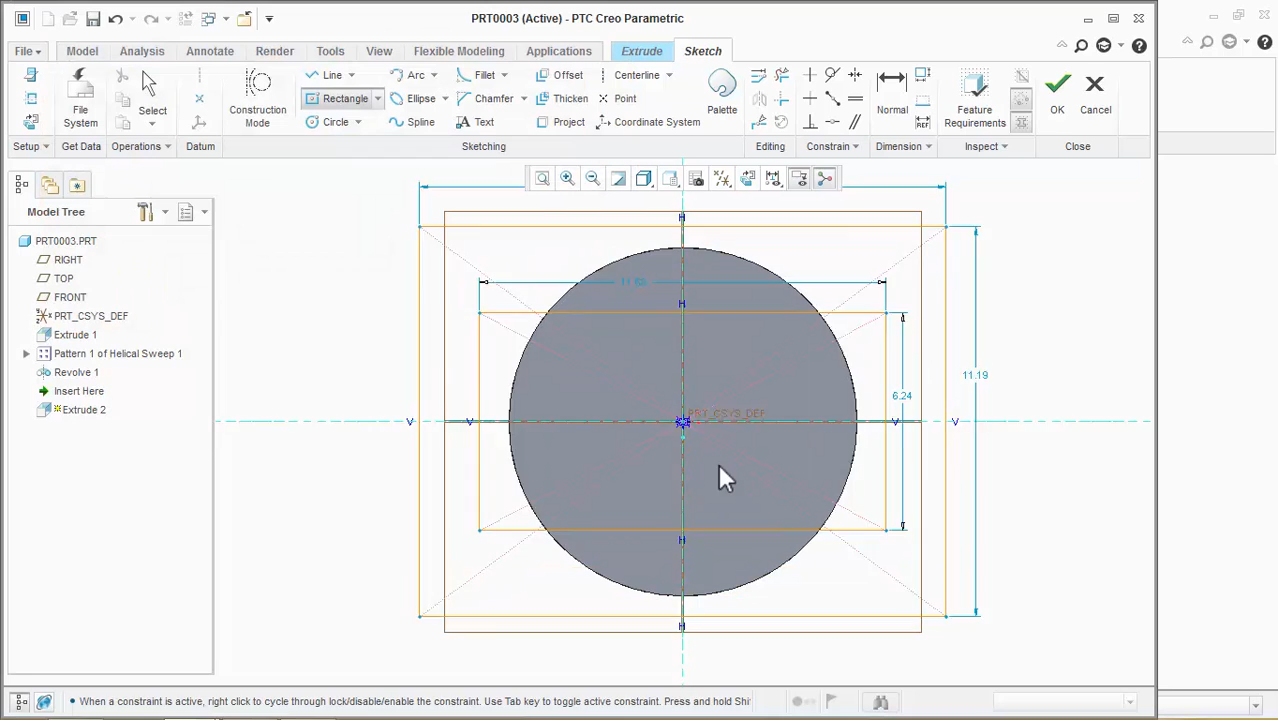 PRT0003 (Active) - PTC Creo Parametric
File Model Analysis Annotate Render Tools View Flexible Modeling Applications Extrude Sketch
Line Arc Fillet Offset Centerline
Rectangle Ellipse Chamfer Thicken Point
Circle Spline Text Project Coordinate System
File System
Select
Construction Mode
Palette
Normal
REF
Feature Requirements
OK
Cancel
Setup Get Data Operations Datum Sketching Editing Constrain Dimension Inspect Close
Model Tree
PRT0003.PRT
RIGHT
TOP
FRONT
PRT_CSYS_DEF
Extrude 1
Pattern 1 of Helical Sweep 1
Revolve 1
Insert Here
Extrude 2
H
H
11.19
6.24
PRT_CSYS_DEF
V V V V
H
H
When a constraint is active, right click to cycle through lock/disable/enable the constraint. Use Tab key to toggle active constraint. Press and hold Shi